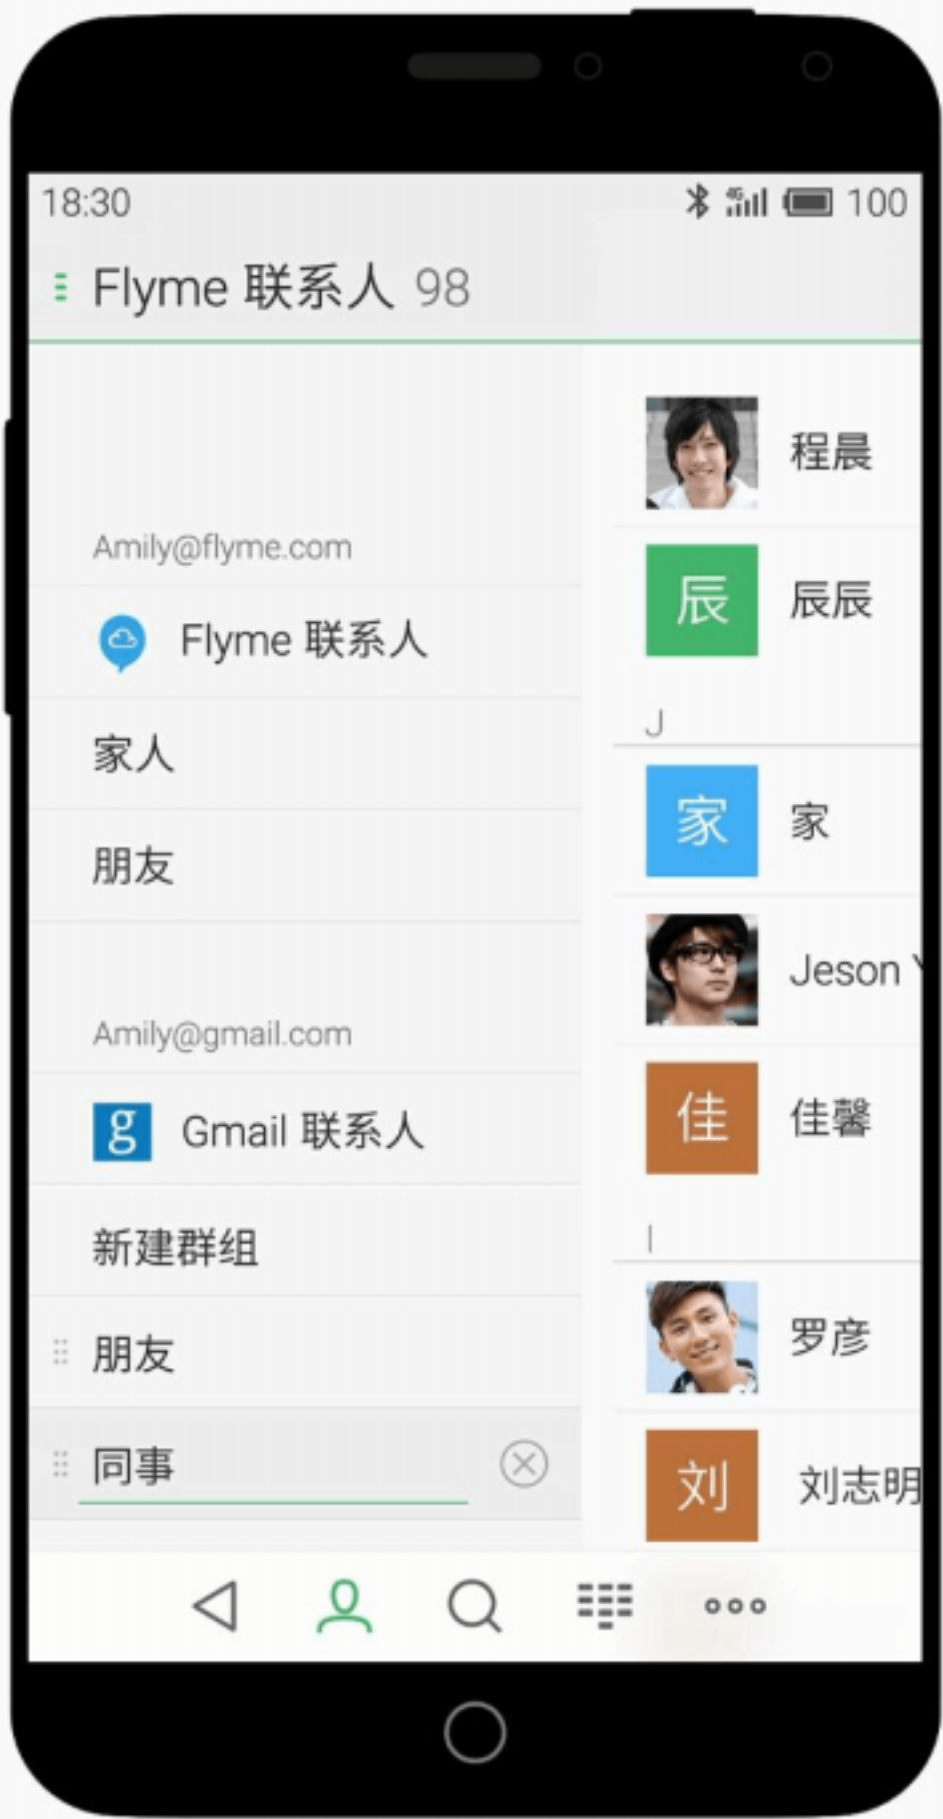 18:30 4G 100
Flyme 联系人 98
Amily@flyme.com
Flyme 联系人
家人
朋友
Amily@gmail.com
g Gmail 联系人
新建群组
朋友
同事
程晨
辰 辰辰
J
家 家
Jeson
佳 佳馨
l
罗彦
刘 刘志明